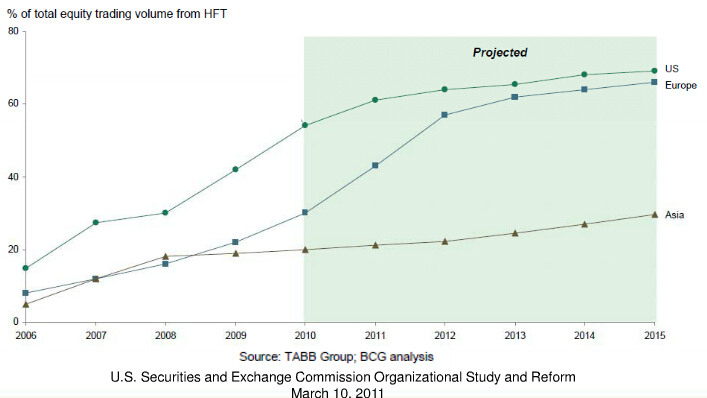 % of total equity trading volume from HFT
80
Projected
US
Europe
60
40
Asia
20
0
2006 2007 2008 2009 2010 2011 2012 2013 2014 2015
Source: TABB Group; BCG analysis
U.S. Securities and Exchange Commission Organizational Study and Reform
March 10, 2011